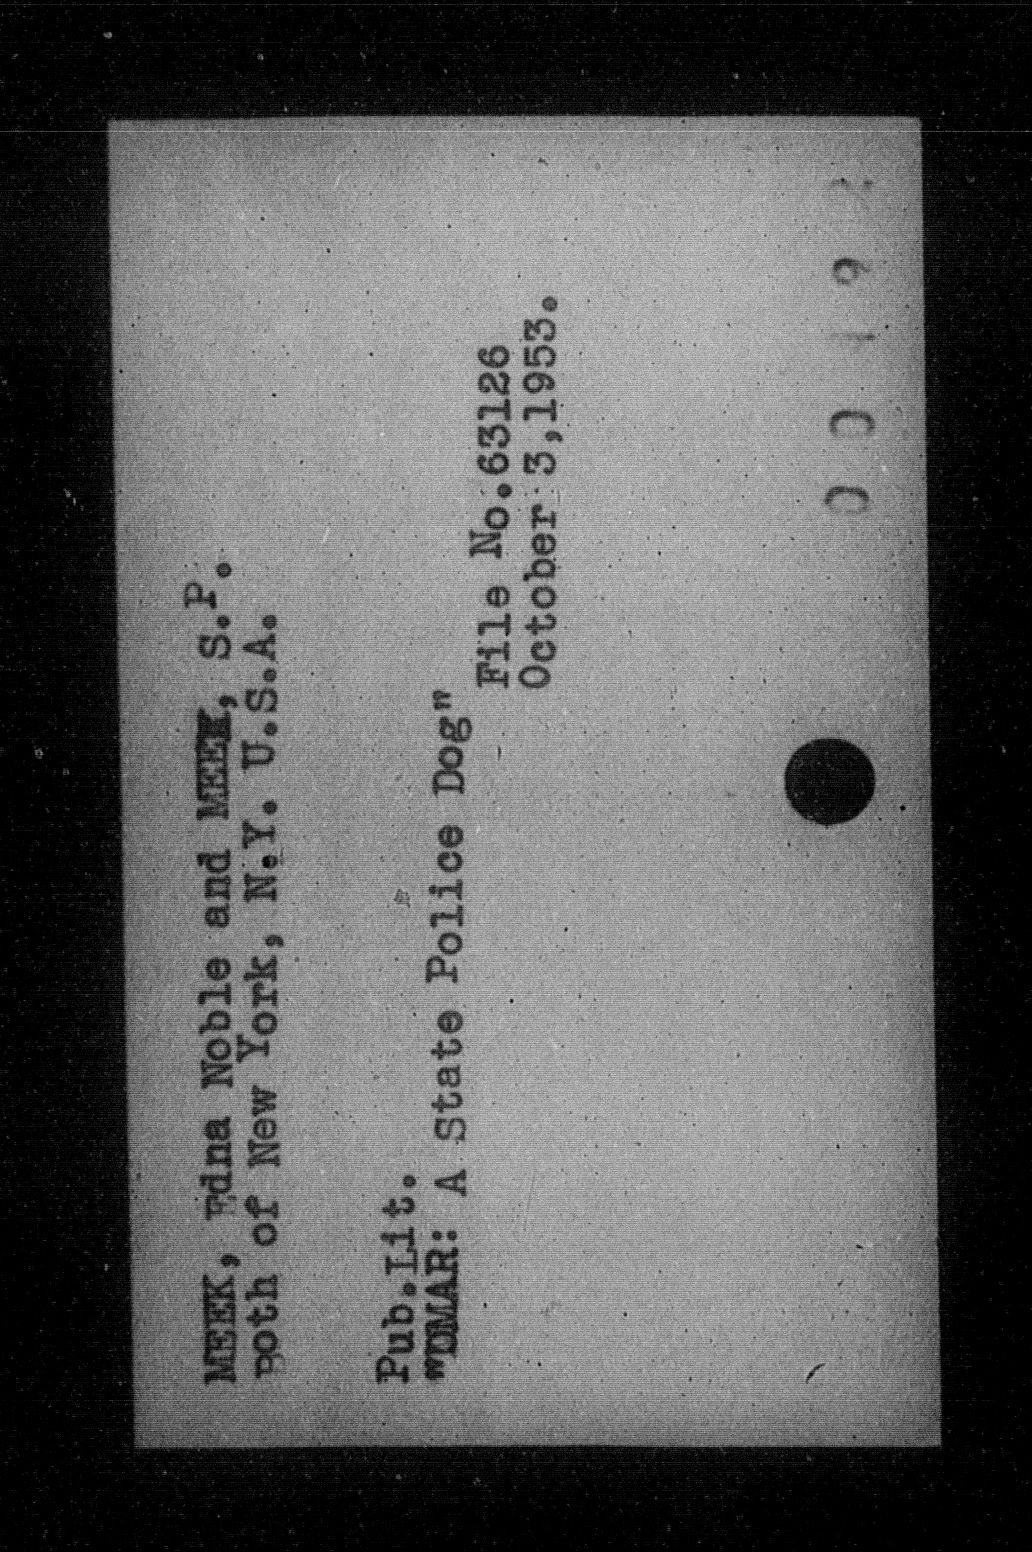 MEEK, Edna Noble and MEEK, S.P.
Both of New York, N.Y. U.S.A.
Pub.Lit.
"DMAR: A State Police Dog"
File No.63126
October 3,1953.